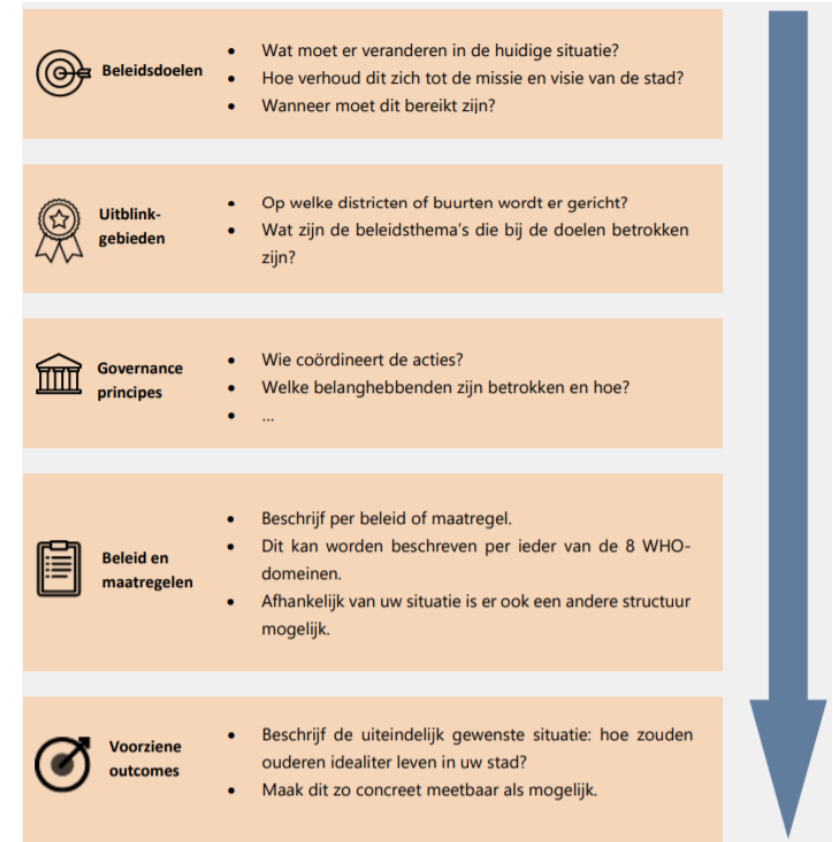 Beleidsdoelen
• Wat moet er veranderen in de huidige situatie?
• Hoe verhoud dit zich tot de missie en visie van de stad?
• Wanneer moet dit bereikt zijn?
Uitblink-
gebieden
• Op welke districten of buurten wordt er gericht?
• Wat zijn de beleidsthema's die bij de doelen betrokken
zijn?
Governance
principes
• Wie coördineert de acties?
• Welke belanghebbenden zijn betrokken en hoe?
• ...
Beleid en
maatregelen
• Beschrijf per beleid of maatregel.
• Dit kan worden beschreven per ieder van de 8 WHO-
domeinen.
• Afhankelijk van uw situatie is er ook een andere structuur
mogelijk.
Voorziene
outcomes
• Beschrijf de uiteindelijk gewenste situatie: hoe zouden
ouderen idealiter leven in uw stad?
• Maak dit zo concreet meetbaar als mogelijk.